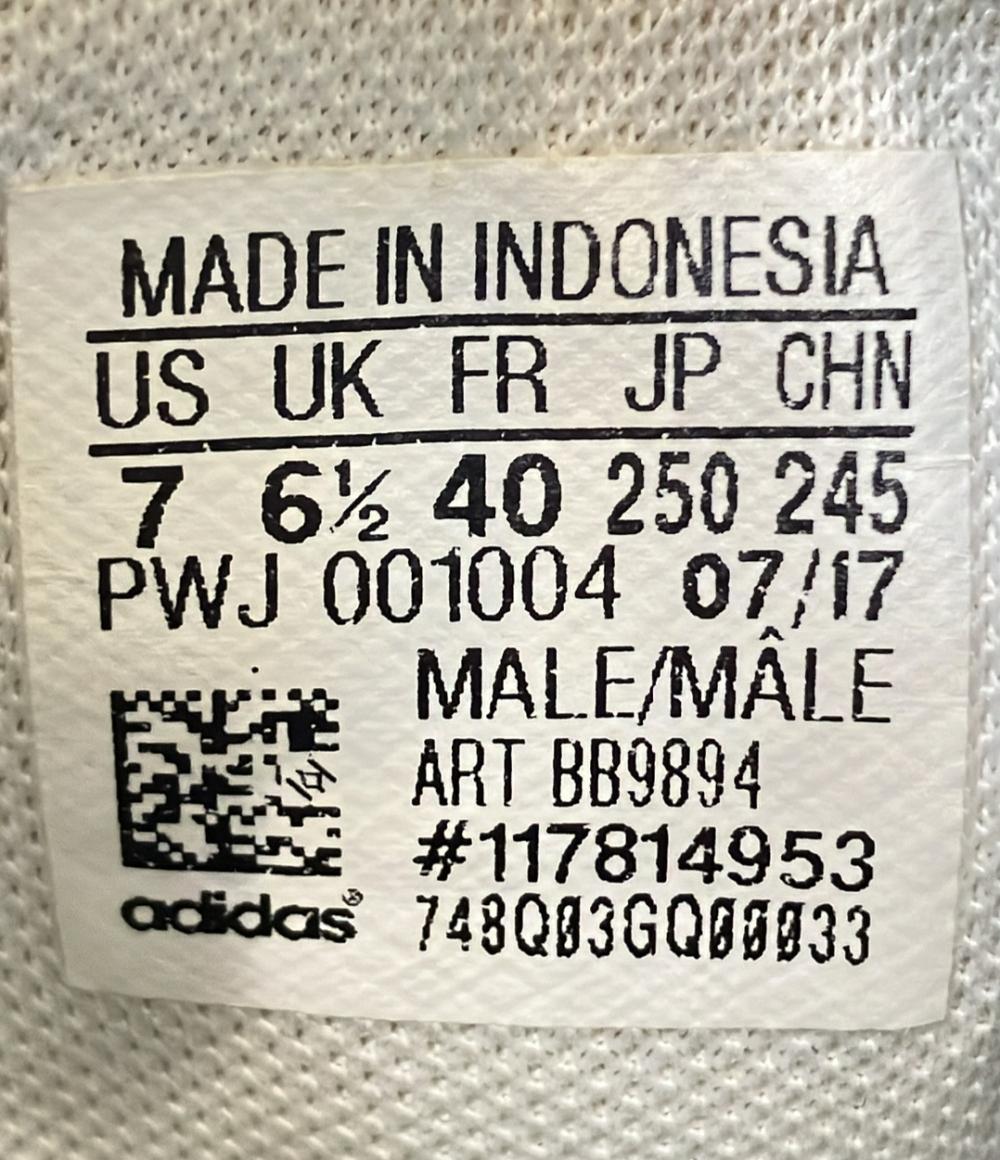 MADE IN INDONESIA
US UK FR JP CHN
7 6½ 40 250 245
PWJ 001004 07/17
MALE/MÂLE
ART BB9894
#117814953
adidas® 748Q03GQ00033